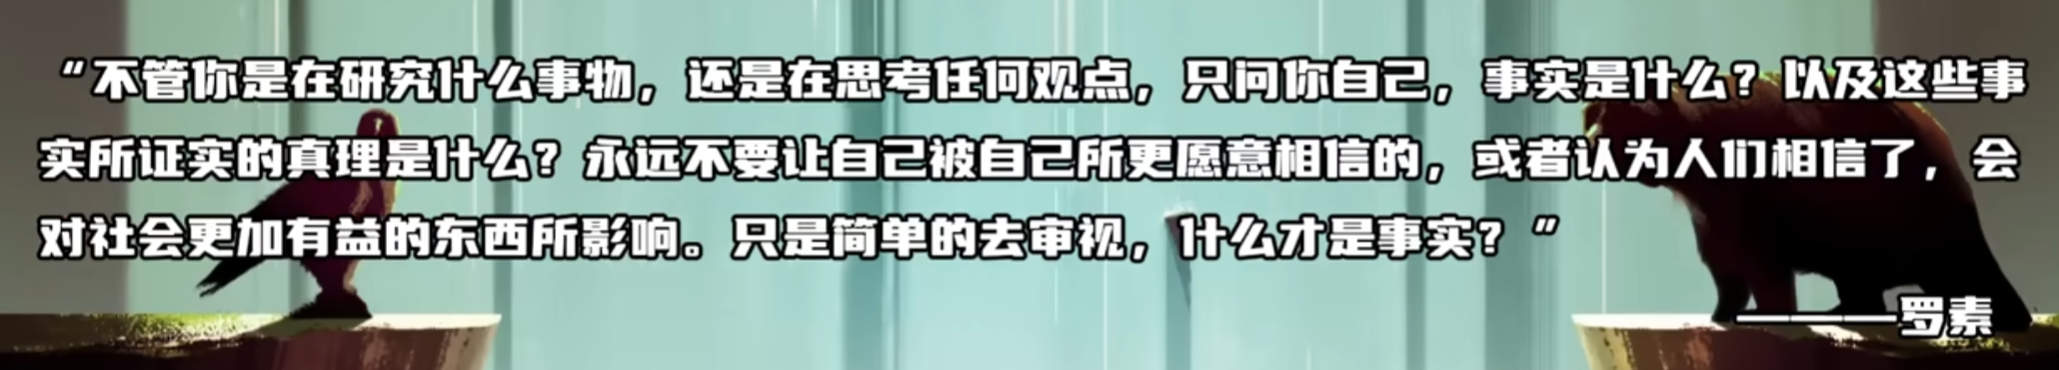 “不管你是在研究什么事物，还是在思考任何观点，只问你自己，事实是什么？以及这些事
实所证实的真理是什么？永远不要让自己被自己所更愿意相信的，或者认为人们相信了，会
对社会更加有益的东西所影响。只是简单的去审视，什么才是事实？”
————罗素